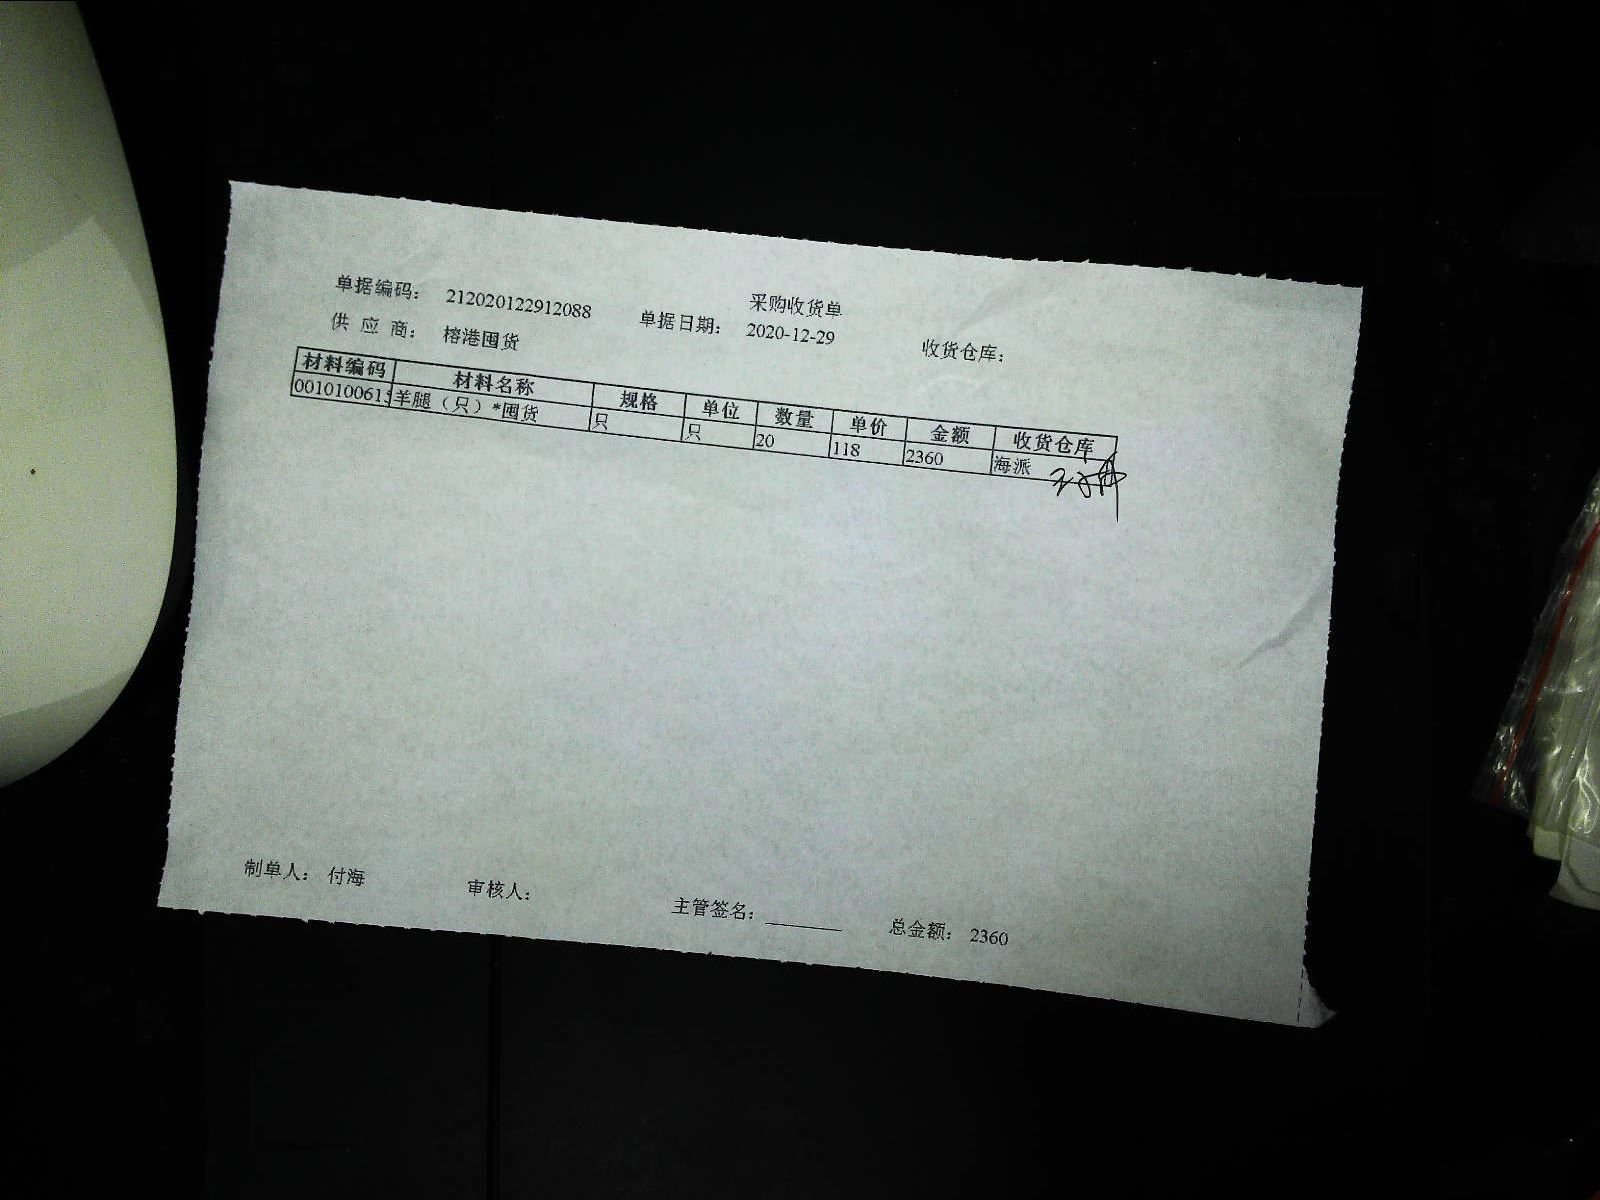 采购收货单
单据编码： 212020122912088 单据日期： 2020-12-29 收货仓库：
供 应 商： 榕港囤货
材料编码 材料名称 规格 单位 数量 单价 金额 收货仓库
001010061 羊腿（只）*囤货 只 只 20 118 2360 海派
制单人： 付海 审核人： 主管签名： 总金额： 2360